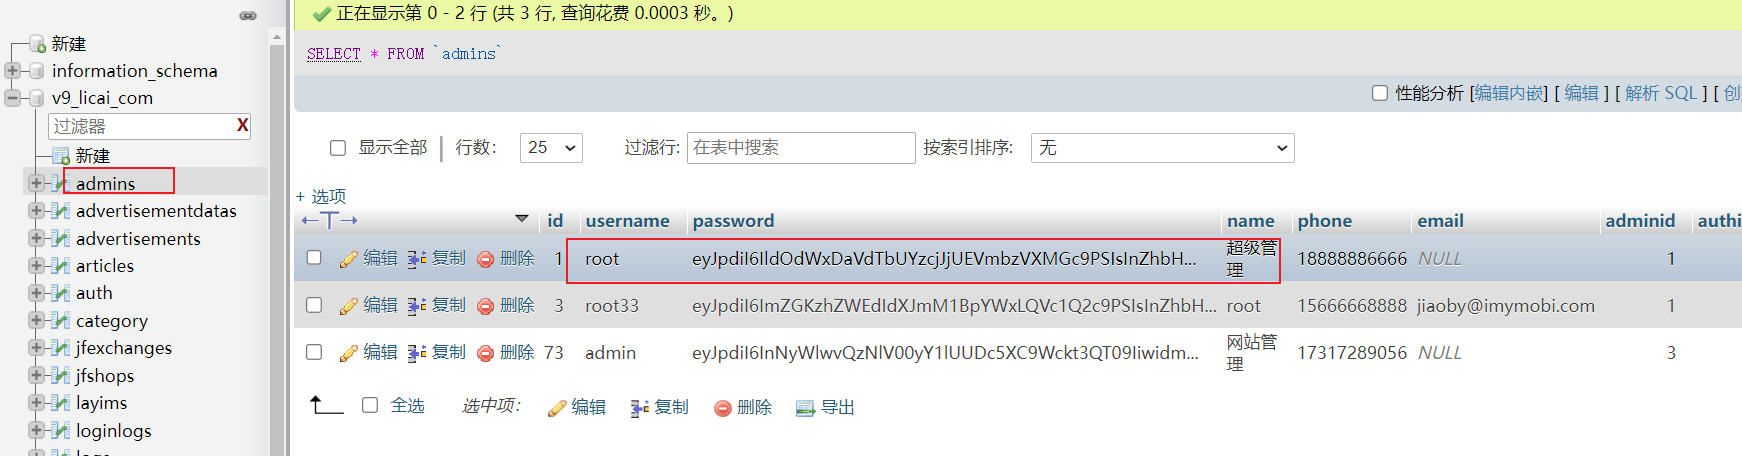 正在显示第 0 - 2 行 (共 3 行, 查询花费 0.0003 秒。)
SELECT * FROM `admins`
性能分析 [编辑内嵌] [ 编辑 ] [ 解析 SQL ] [ 创
新建
information_schema
v9_licai_com
过滤器 X
新建
admins
advertisementdatas
advertisements
articles
auth
category
jfexchanges
jfshops
layims
loginlogs
显示全部 行数: 25 过滤行: 在表中搜索 按索引排序: 无
+ 选项
←T→ id username password name phone email adminid authi
编辑 复制 删除 1 root 超级管理 18888886666 NULL 1
编辑 复制 删除 3 root33 root 15666668888 jiaoby@imymobi.com 1
编辑 复制 删除 73 admin 网站管理 17317289056 NULL 3
全选 选中项: 编辑 复制 删除 导出